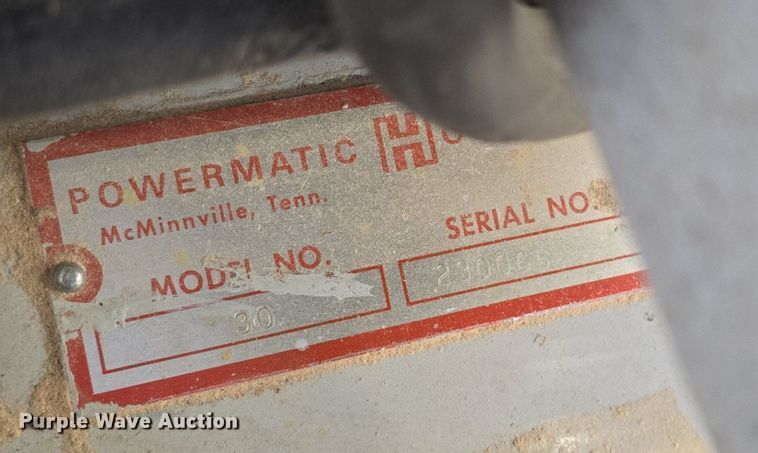 POWERMATIC H
McMinnville, Tenn.
MODEL NO.
SERIAL NO.
30
Purple Wave Auction